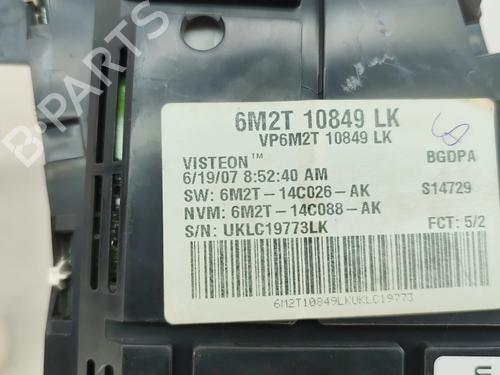 6M2T 10849 LK
VP6M2T 10849 LK
VISTEON™
BGDPA
6/19/07 8:52:40 AM
SW: 6M2T-14C026-AK
S14729
NVM: 6M2T-14C088-AK
S/N: UKLC19773LK
FCT: 5/2
6M2T10849LKUKLC19773
B-PARTS